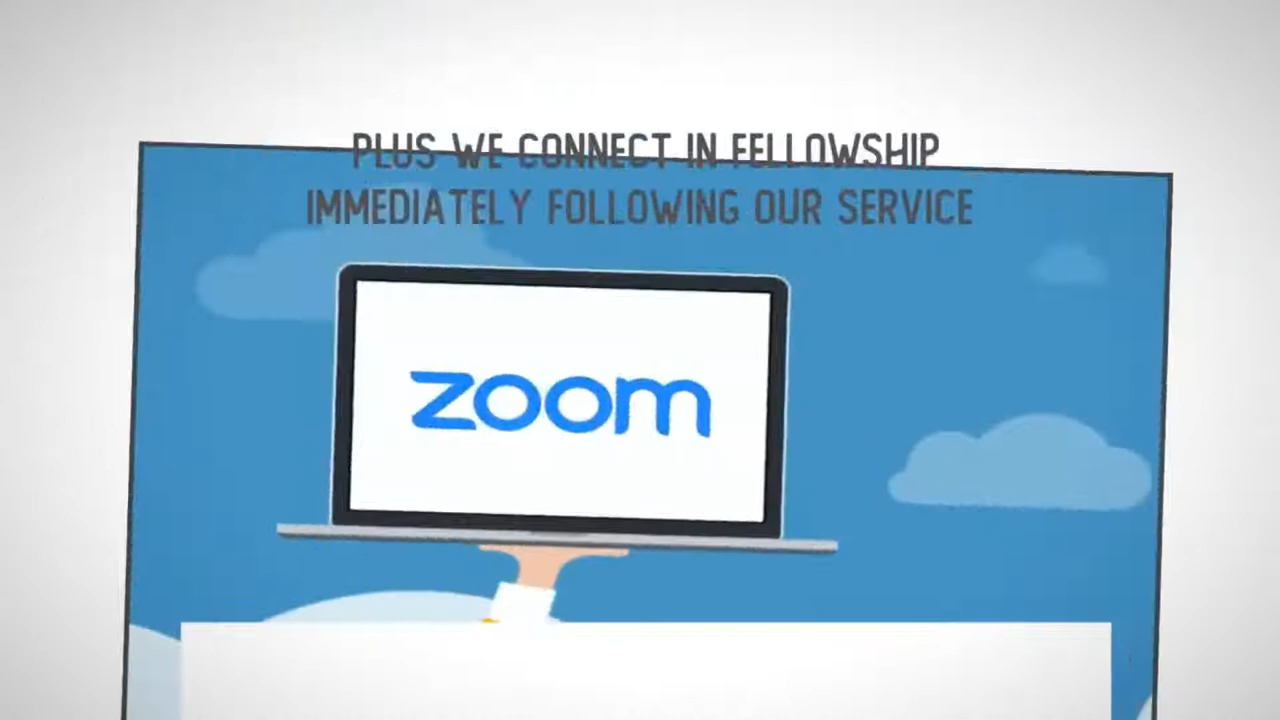 PLUS WE CONNECT IN FELLOWSHIP
IMMEDIATELY FOLLOWING OUR SERVICE
zoom